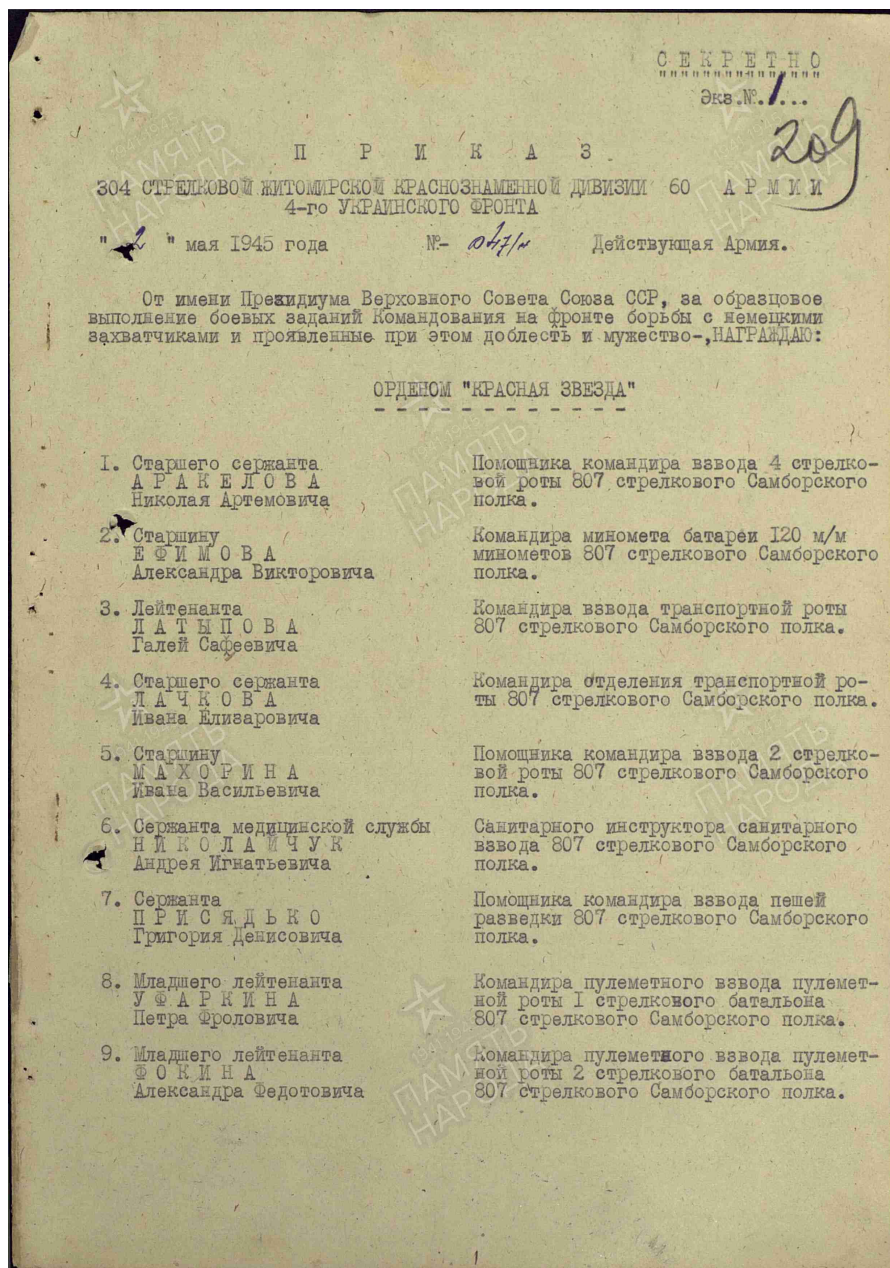 СЕКРЕТНО
Экз.№.1...
209
ПРИКАЗ
304 СТРЕЛКОВОЙ ЖИТОМИРСКОЙ КРАСНОЗНАМЕННОЙ ДИВИЗИИ 60 АРМИИ
4-го УКРАИНСКОГО ФРОНТА
"2" мая 1945 года №- 047/н Действующая Армия.
От имени Президиума Верховного Совета Союза ССР, за образцовое
выполнение боевых заданий Командования на фронте борьбы с немецкими
захватчиками и проявленные при этом доблесть и мужество-,НАГРАЖДАЮ:
ОРДЕНОМ "КРАСНАЯ ЗВЕЗДА"
1. Старшего сержанта
АРАКЕЛОВА
Николая Артемовича
Помощника командира взвода 4 стрелко-
вой роты 807 стрелкового Самборского
полка.
2. Старшину
ЕФИМОВА
Александра Викторовича
Командира миномета батареи 120 м/м
минометов 807 стрелкового Самборского
полка.
3. Лейтенанта
ЛАТЫПОВА
Галей Сафеевича
Командира взвода транспортной роты
807 стрелкового Самборского полка.
4. Старшего сержанта
ЛАЧКОВА
Ивана Елизаровича
Командира отделения транспортной ро-
ты 807 стрелкового Самборского полка.
5. Старшину
МАХОРИНА
Ивана Васильевича
Помощника командира взвода 2 стрелко-
вой роты 807 стрелкового Самборского
полка.
6. Сержанта медицинской службы
НИКОЛАЙЧУК
Андрея Игнатьевича
Санитарного инструктора санитарного
взвода 807 стрелкового Самборского
полка.
7. Сержанта
ПРИСЯДЬКО
Григория Денисовича
Помощника командира взвода пешей
разведки 807 стрелкового Самборского
полка.
8. Младшего лейтенанта
УФАРКИНА
Петра Фроловича
Командира пулеметного взвода пулемет-
ной роты I стрелкового батальона
807 стрелкового Самборского полка.
9. Младшего лейтенанта
ФОКИНА
Александра Федотовича
Командира пулеметного взвода пулемет-
ной роты 2 стрелкового батальона
807 стрелкового Самборского полка.
ПАМЯТЬ
НАРОДА